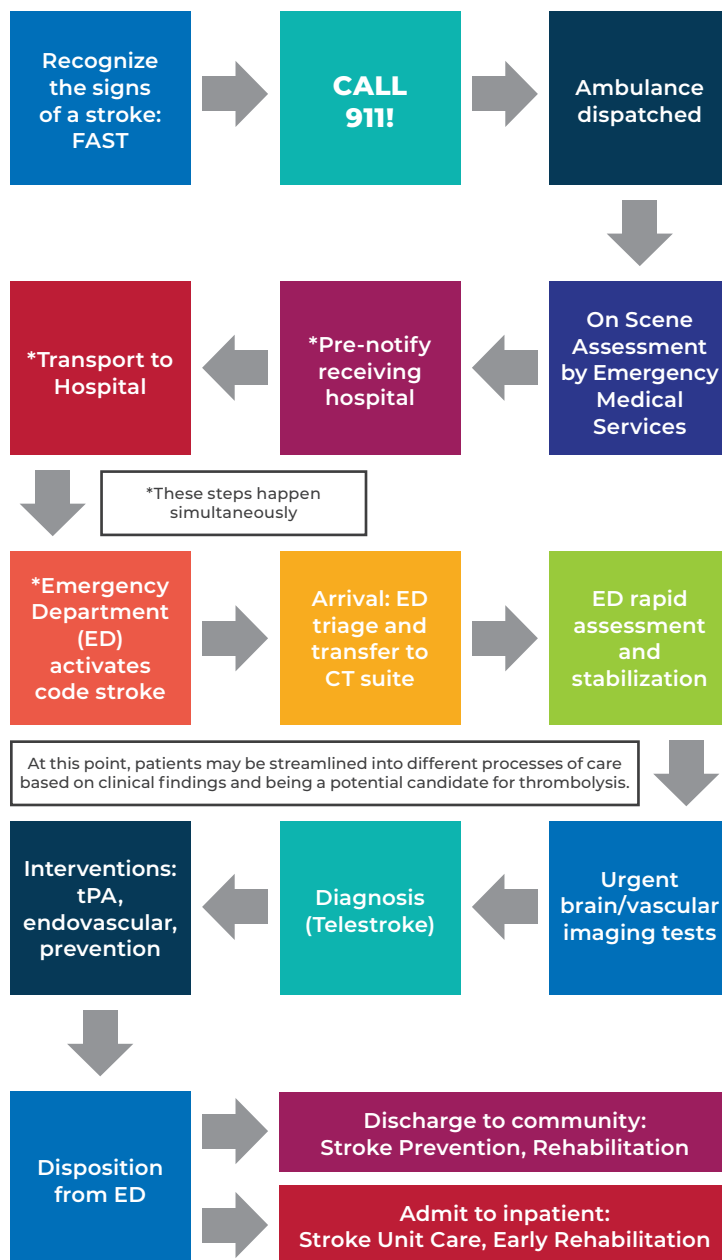 Recognize
the signs
of a stroke:
FAST
CALL
911!
Ambulance
dispatched
On Scene
Assessment
by Emergency
Medical
Services
*Pre-notify
receiving
hospital
*Transport to
Hospital
*These steps happen
simultaneously
*Emergency
Department
(ED)
activates
code stroke
Arrival: ED
triage and
transfer to
CT suite
ED rapid
assessment
and
stabilization
At this point, patients may be streamlined into different processes of care
based on clinical findings and being a potential candidate for thrombolysis.
Urgent
brain/vascular
imaging tests
Diagnosis
(Telestroke)
Interventions:
tPA,
endovascular,
prevention
Disposition
from ED
Discharge to community:
Stroke Prevention, Rehabilitation
Admit to inpatient:
Stroke Unit Care, Early Rehabilitation